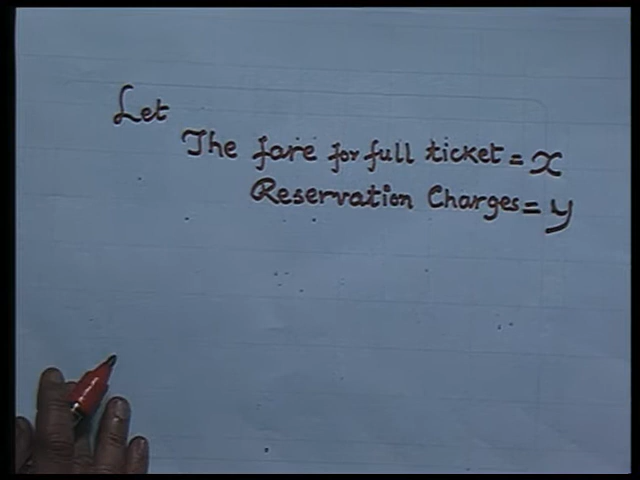 Let
The fare for full ticket = x
Reservation Charges = y